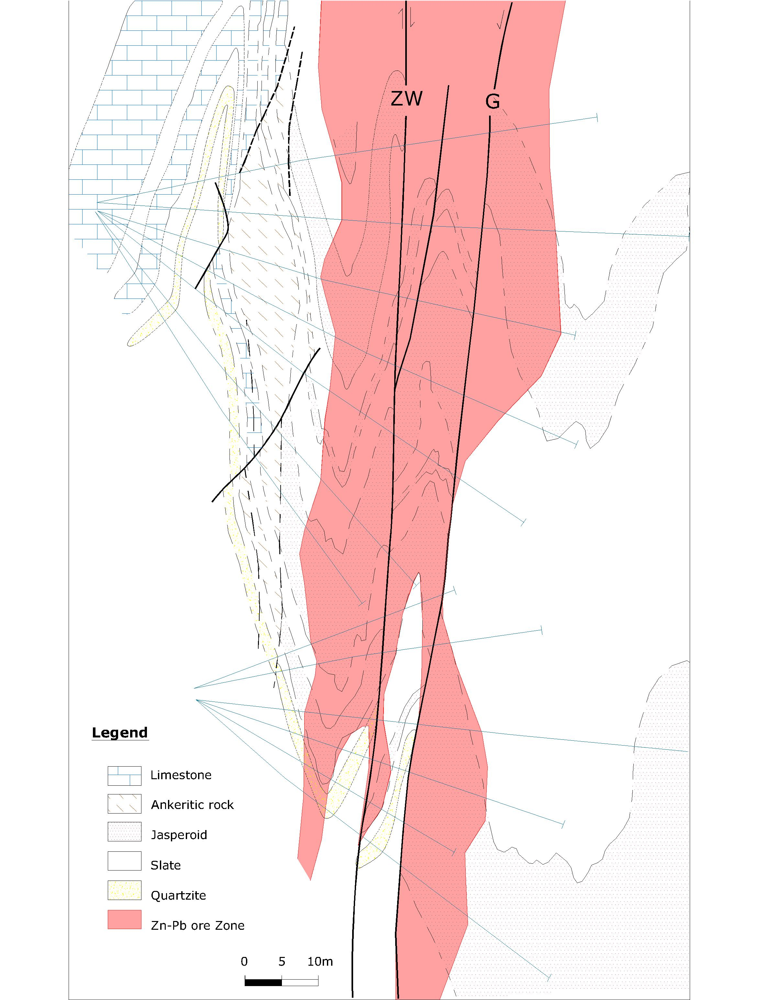 ZW
G
Legend
Limestone
Ankeritic rock
Jasperoid
Slate
Quartzite
Zn-Pb ore Zone
0 5 10m